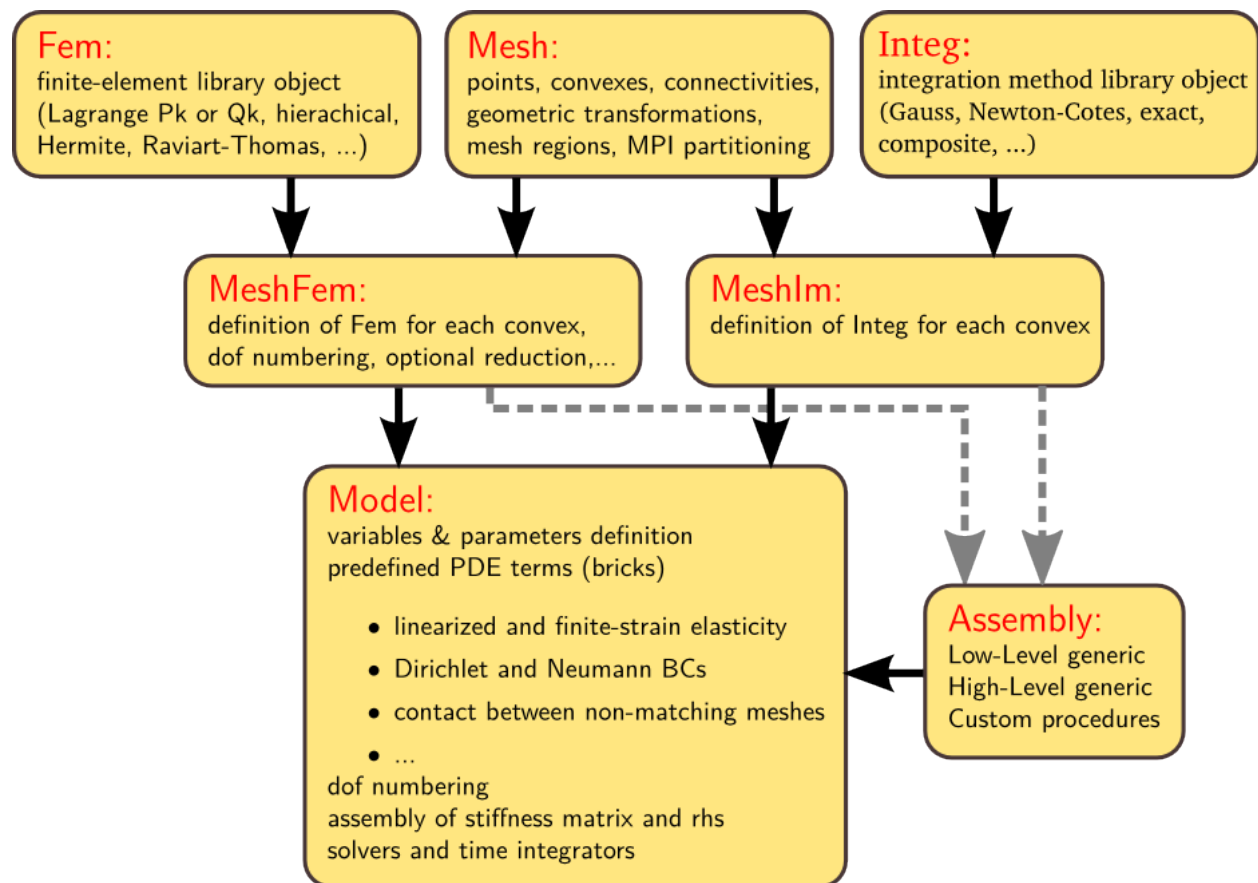 Fem:
finite-element library object
(Lagrange Pk or Qk, hierachical,
Hermite, Raviart-Thomas, ...)
Mesh:
points, convexes, connectivities,
geometric transformations,
mesh regions, MPI partitioning
Integ:
integration method library object
(Gauss, Newton-Cotes, exact,
composite, ...)
MeshFem:
definition of Fem for each convex,
dof numbering, optional reduction,...
MeshIm:
definition of Integ for each convex
Model:
variables & parameters definition
predefined PDE terms (bricks)
• linearized and finite-strain elasticity
• Dirichlet and Neumann BCs
• contact between non-matching meshes
• ...
dof numbering
assembly of stiffness matrix and rhs
solvers and time integrators
Assembly:
Low-Level generic
High-Level generic
Custom procedures